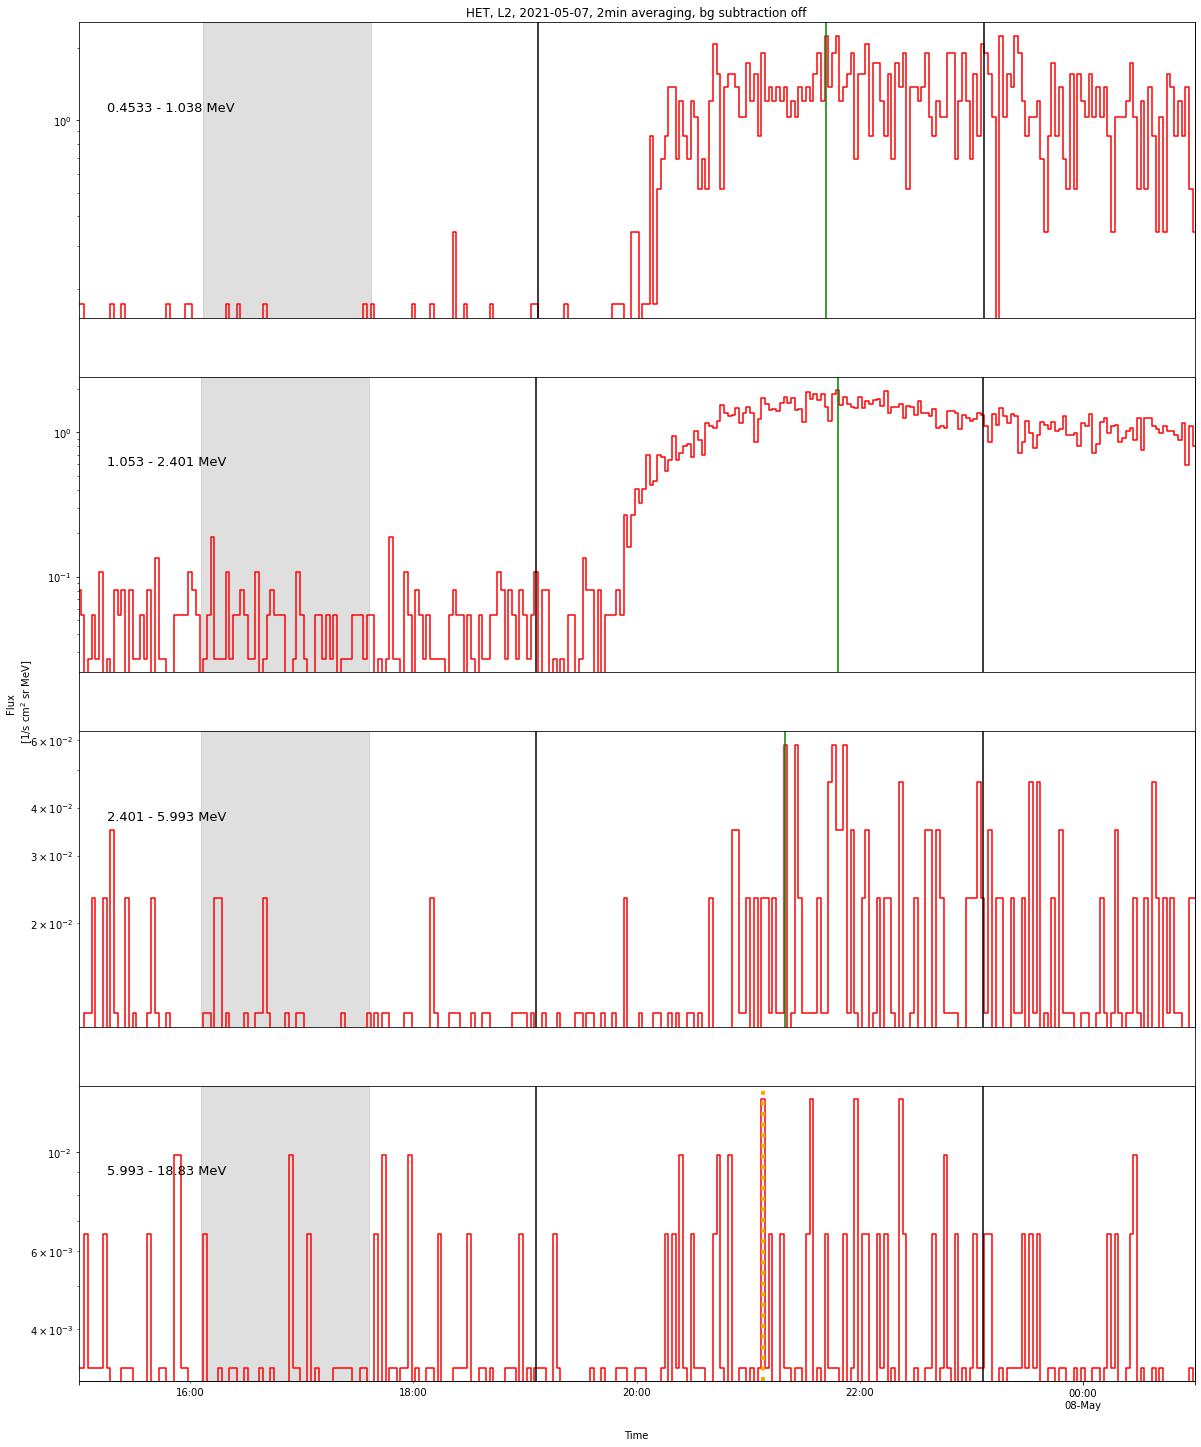 HET, L2, 2021-05-07, 2min averaging, bg subtraction off
0.4533 - 1.038 MeV
10⁰
1.053 - 2.401 MeV
10⁰
10⁻¹
Flux
[1/s cm² sr MeV]
2.401 - 5.993 MeV
6 × 10⁻²
4 × 10⁻²
3 × 10⁻²
2 × 10⁻²
5.993 - 18.83 MeV
10⁻²
6 × 10⁻³
4 × 10⁻³
16:00 18:00 20:00 22:00 00:00
08-May
Time